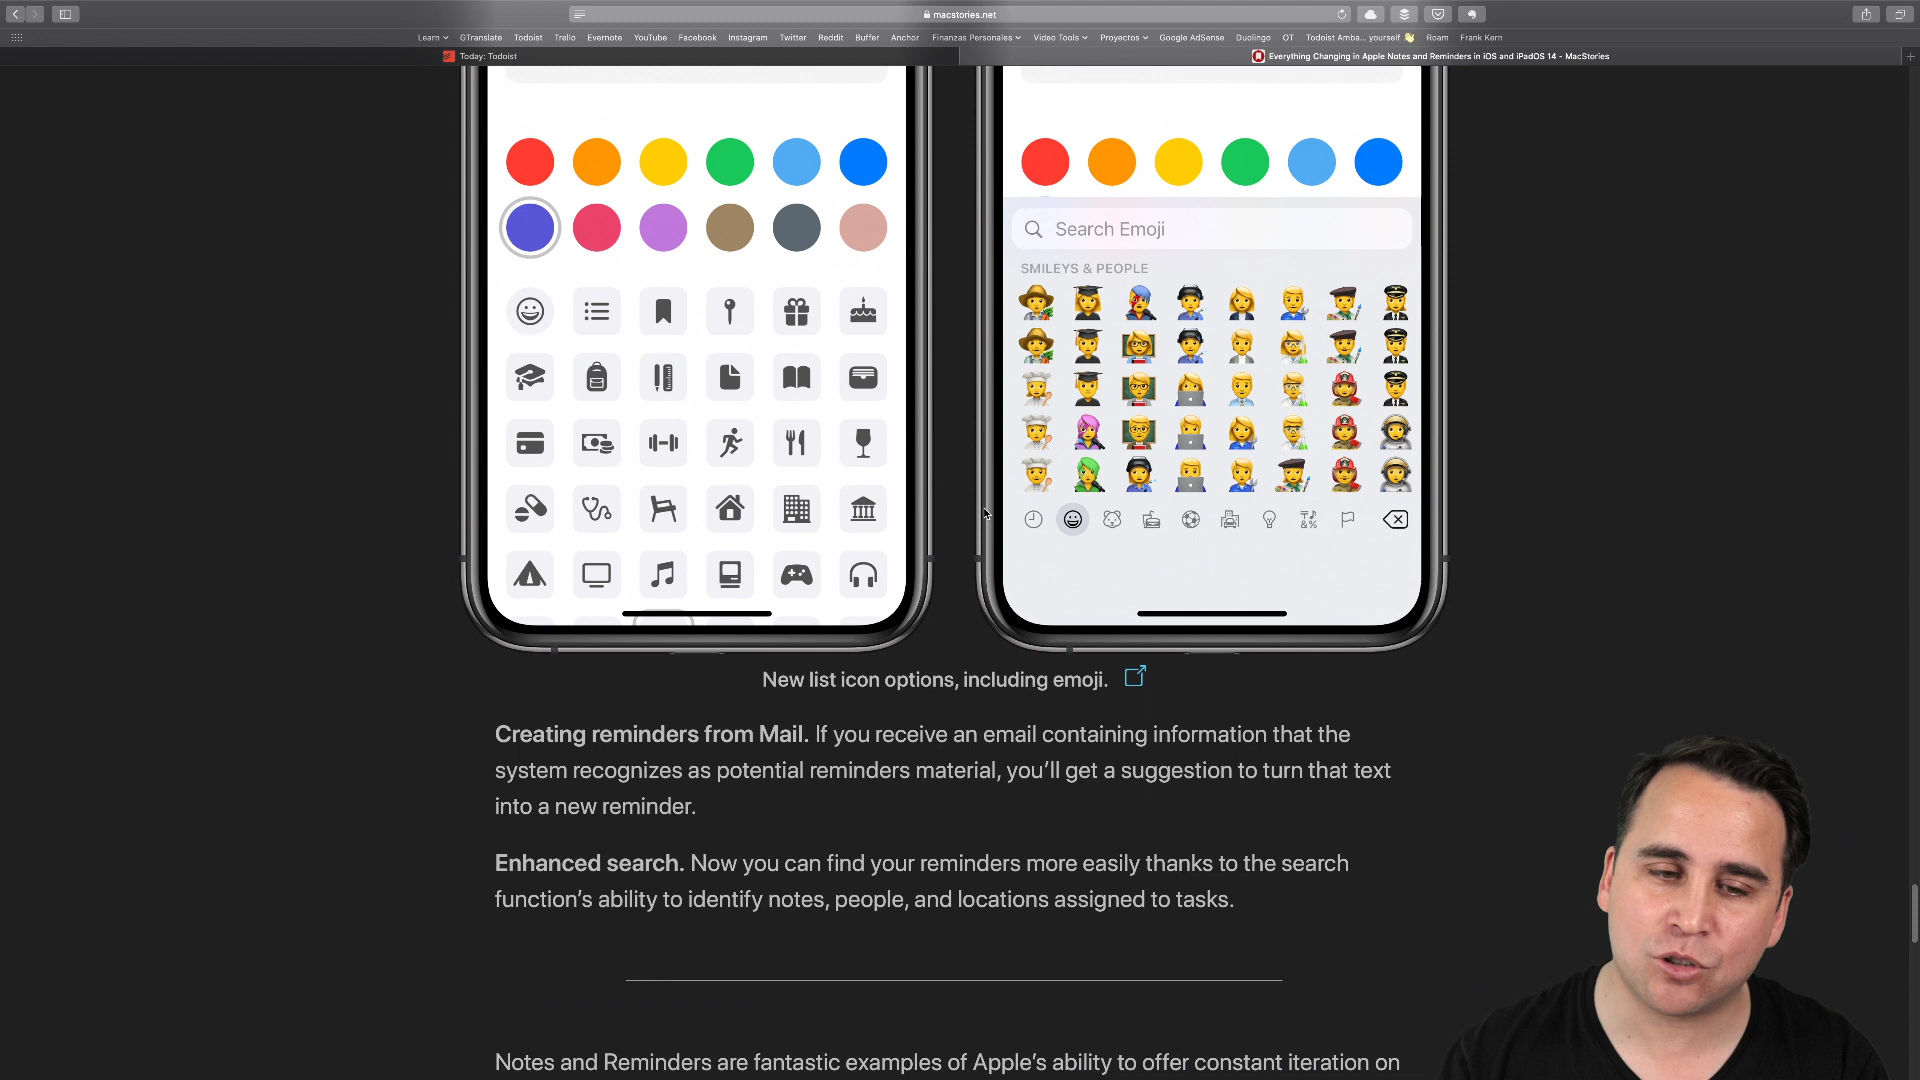 macstories.net
Learn GTranslate Todoist Trello Evernote YouTube Facebook Instagram Twitter Reddit Buffer Anchor Finanzas Personales Video Tools Proyectos Google AdSense Duolingo OT Todoist Amba... yourself 👋 Roam Frank Kern
Today: Todoist
Everything Changing in Apple Notes and Reminders in iOS and iPadOS 14 - MacStories
Search Emoji
SMILEYS & PEOPLE
New list icon options, including emoji.
Creating reminders from Mail. If you receive an email containing information that the
system recognizes as potential reminders material, you’ll get a suggestion to turn that text
into a new reminder.
Enhanced search. Now you can find your reminders more easily thanks to the search
function’s ability to identify notes, people, and locations assigned to tasks.
Notes and Reminders are fantastic examples of Apple’s ability to offer constant iteration on